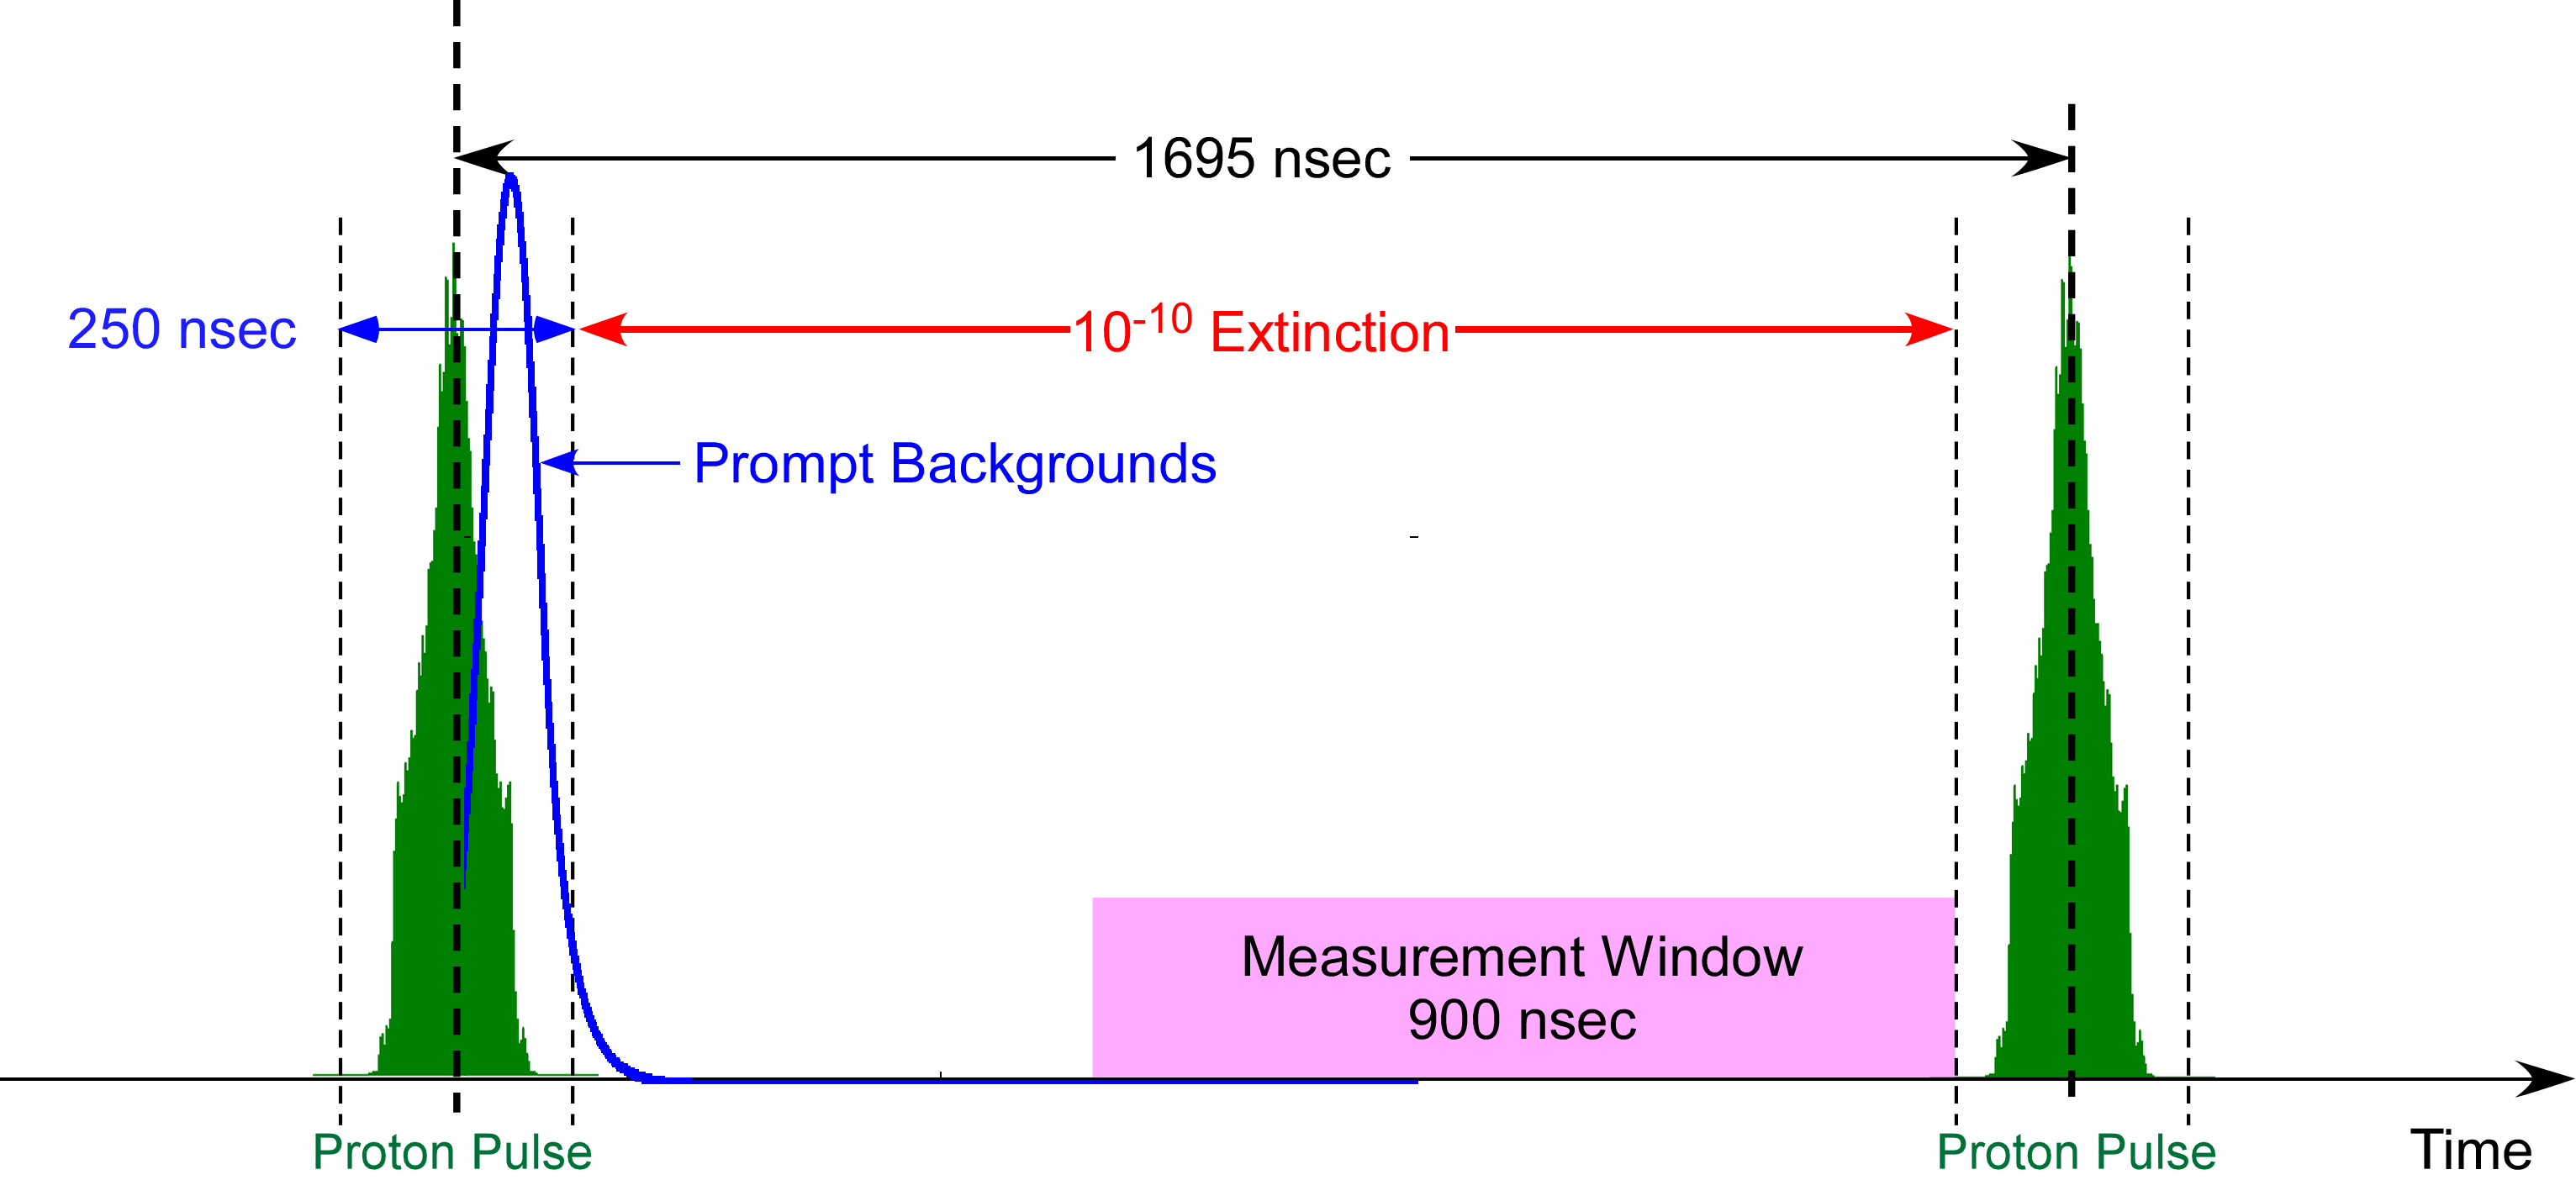 1695 nsec
250 nsec
10⁻¹⁰ Extinction
Prompt Backgrounds
Measurement Window
900 nsec
Proton Pulse
Proton Pulse
Time